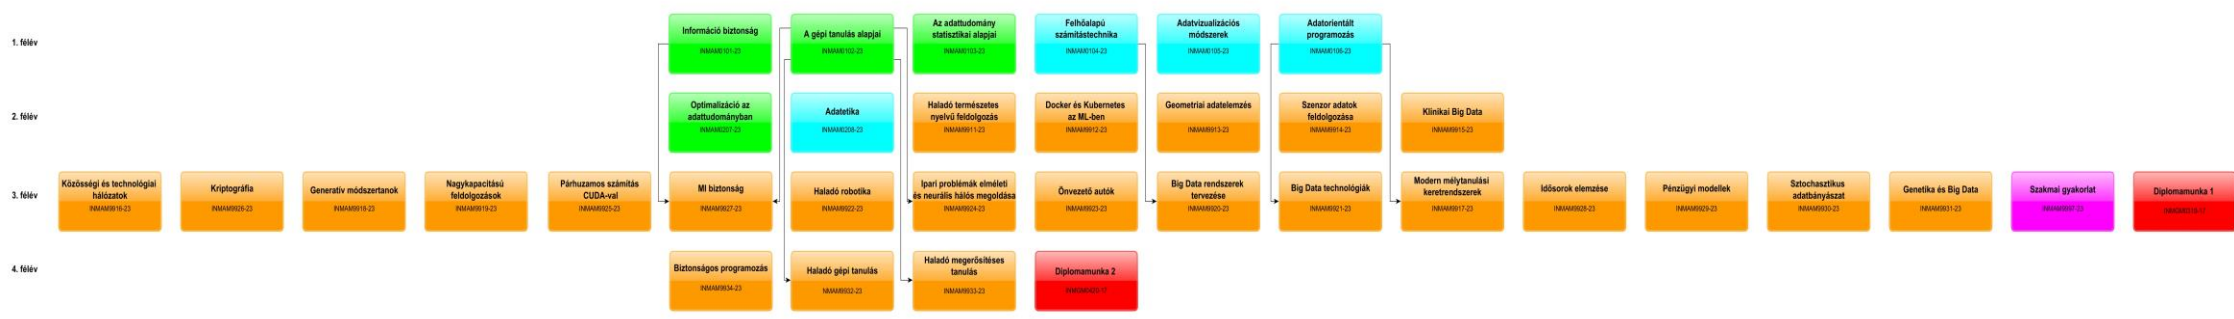 1. félév
Információ biztonság
INMAM0101-23
A gépi tanulás alapjai
INMAM0102-23
Az adattudomány
statisztikai alapjai
INMAM0103-23
Felhőalapú
számítástechnika
INMAM0104-23
Adatvizualizációs
módszerek
INMAM0105-23
Adatorientált
programozás
INMAM0106-23
2. félév
Optimalizáció az
adattudományban
INMAM0207-23
Adatetika
INMAM0208-23
Haladó természetes
nyelvű feldolgozás
INMAM9911-23
Docker és Kubernetes
az ML-ben
INMAM9912-23
Geometriai adatelemzés
INMAM9913-23
Szenzor adatok
feldolgozása
INMAM9914-23
Klinikai Big Data
INMAM9915-23
3. félév
Közösségi és technológiai
hálózatok
INMAM9916-23
Kriptográfia
INMAM9926-23
Generatív módszertanok
INMAM9918-23
Nagykapacitású
feldolgozások
INMAM9919-23
Párhuzamos számítás
CUDA-val
INMAM9925-23
MI biztonság
INMAM9927-23
Haladó robotika
INMAM9922-23
Ipari problémák elméleti
és neurális hálós megoldása
INMAM9924-23
Önvezető autók
INMAM9923-23
Big Data rendszerek
tervezése
INMAM9920-23
Big Data technológiák
INMAM9921-23
Modern mélytanulási
keretrendszerek
INMAM9917-23
Idősorok elemzése
INMAM9928-23
Pénzügyi modellek
INMAM9929-23
Sztochasztikus
adatbányászat
INMAM9930-23
Genetika és Big Data
INMAM9931-23
Szakmai gyakorlat
INMAM9997-23
Diplomamunka 1
4. félév
Biztonságos programozás
INMAM9934-23
Haladó gépi tanulás
INMAM9932-23
Haladó megerősítéses
tanulás
INMAM9933-23
Diplomamunka 2